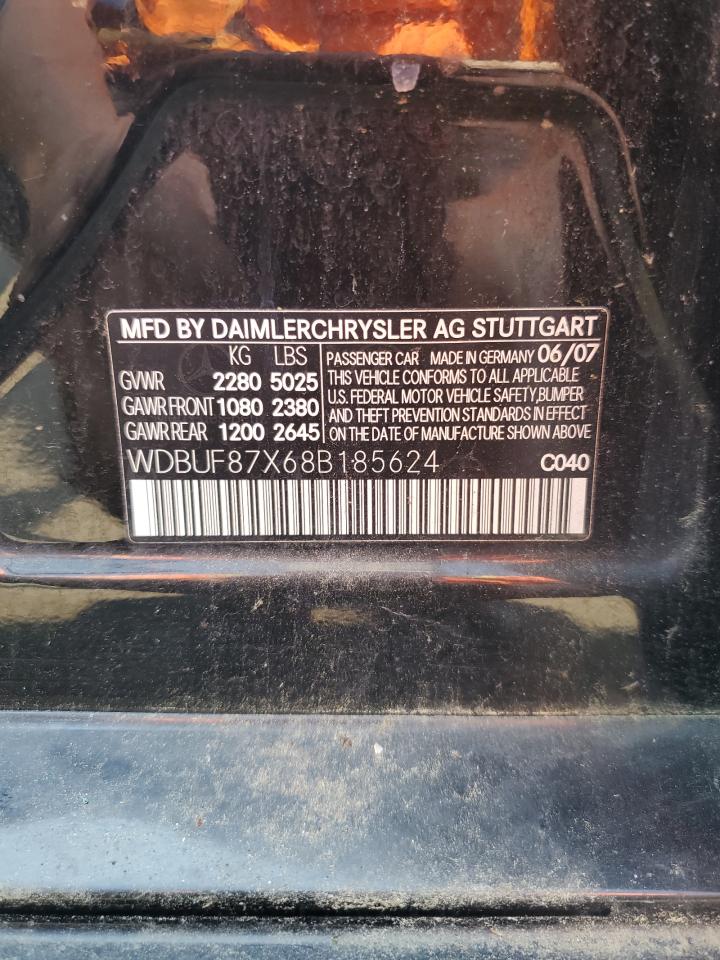 MFD BY DAIMLERCHRYSLER AG STUTTGART
KG LBS
GVWR 2280 5025
GAWR FRONT 1080 2380
GAWR REAR 1200 2645
PASSENGER CAR MADE IN GERMANY 06/07
THIS VEHICLE CONFORMS TO ALL APPLICABLE
U.S. FEDERAL MOTOR VEHICLE SAFETY,BUMPER
AND THEFT PREVENTION STANDARDS IN EFFECT
ON THE DATE OF MANUFACTURE SHOWN ABOVE
WDBUF87X68B185624 C040